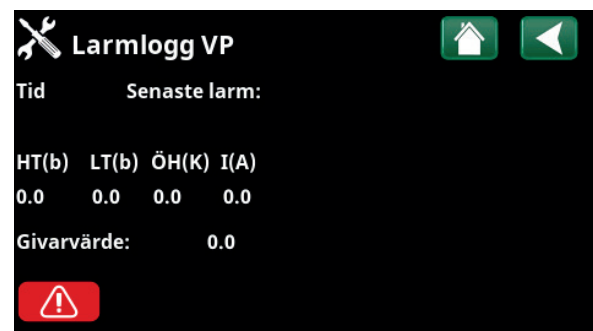 Larmlogg VP
Tid Senaste larm:
HT(b) LT(b) ÖH(K) I(A)
0.0 0.0 0.0 0.0
Givarvärde: 0.0